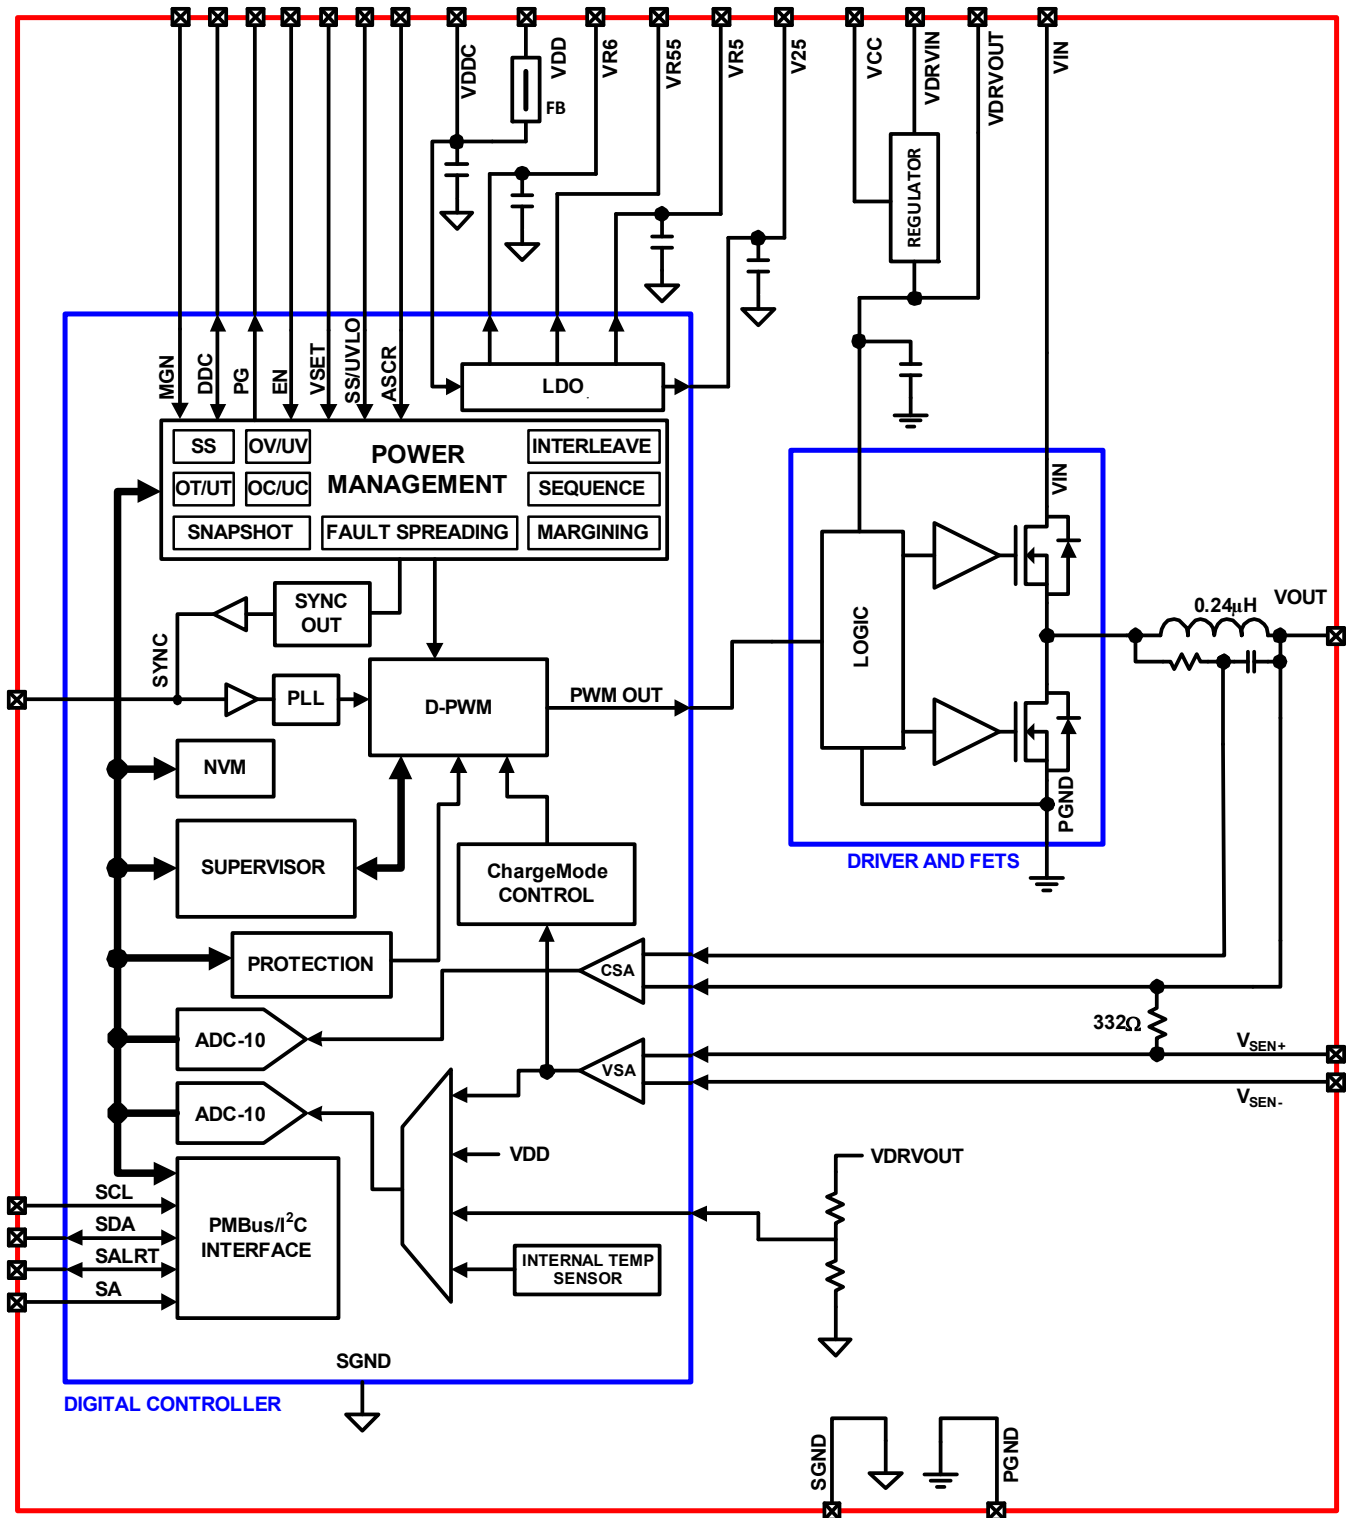 VDDC
VDD
FB
VR6
VR55
VR5
V25
VCC
VDRVIN
VDRVOUT
VIN
REGULATOR
MGN
DDC
PG
EN
VSET
SS/UVLO
ASCR
LDO
SS
OV/UV
POWER
MANAGEMENT
INTERLEAVE
OT/UT
OC/UC
SEQUENCE
SNAPSHOT
FAULT SPREADING
MARGINING
SYNC
OUT
SYNC
PLL
D-PWM
PWM OUT
LOGIC
VIN
PGND
DRIVER AND FETS
0.24µH
VOUT
NVM
SUPERVISOR
ChargeMode
CONTROL
PROTECTION
CSA
ADC-10
332Ω
VSEN+
VSA
VSEN-
ADC-10
VDD
VDRVOUT
SCL
SDA
SALRT
SA
PMBus/I²C
INTERFACE
INTERNAL TEMP
SENSOR
SGND
DIGITAL CONTROLLER
SGND
PGND